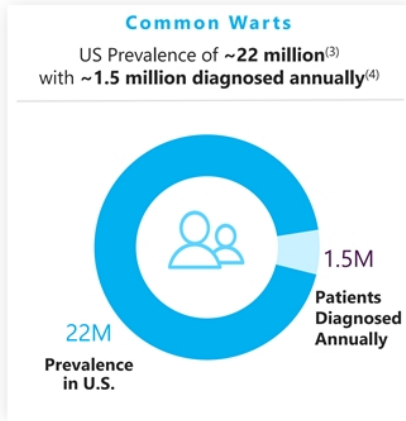 Common Warts
US Prevalence of ~22 million(3)
with ~1.5 million diagnosed annually(4)
1.5M
Patients
Diagnosed
Annually
22M
Prevalence
in U.S.